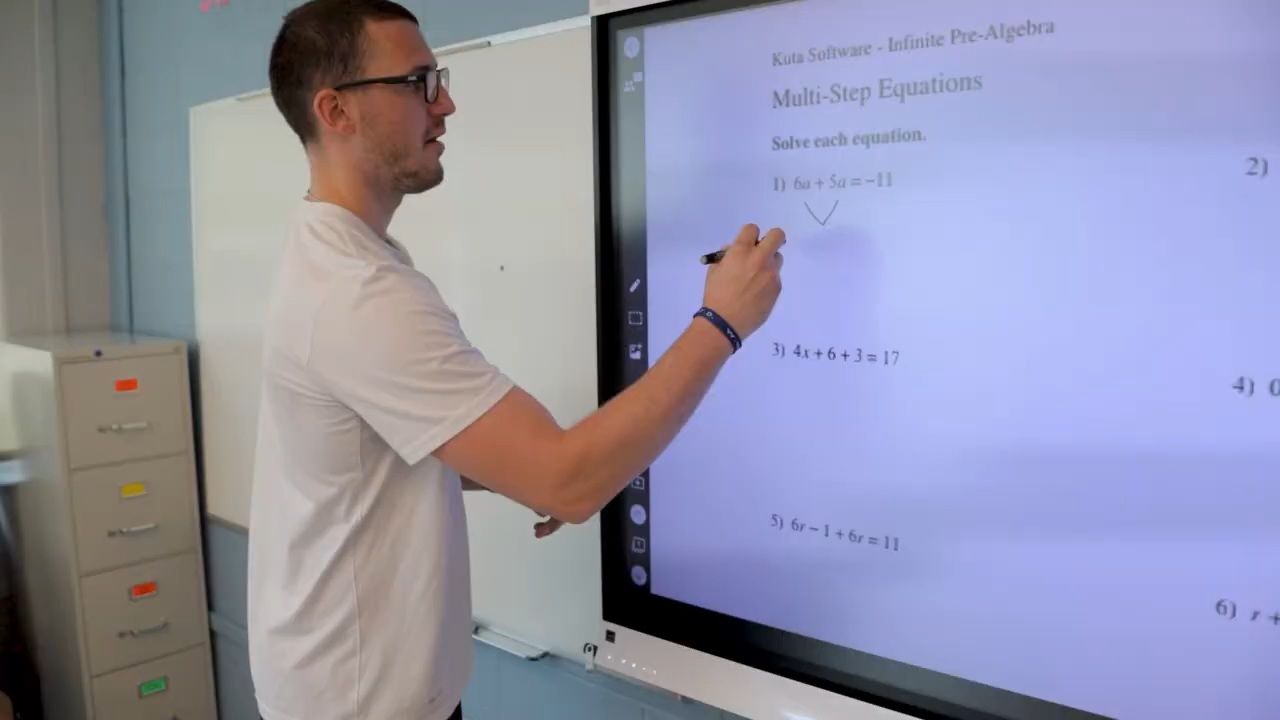 Kuta Software - Infinite Pre-Algebra
Multi-Step Equations
Solve each equation.
1) 6a + 5a = −11
2)
3) 4x + 6 + 3 = 17
4) 0
5) 6r − 1 + 6r = 11
6) r +